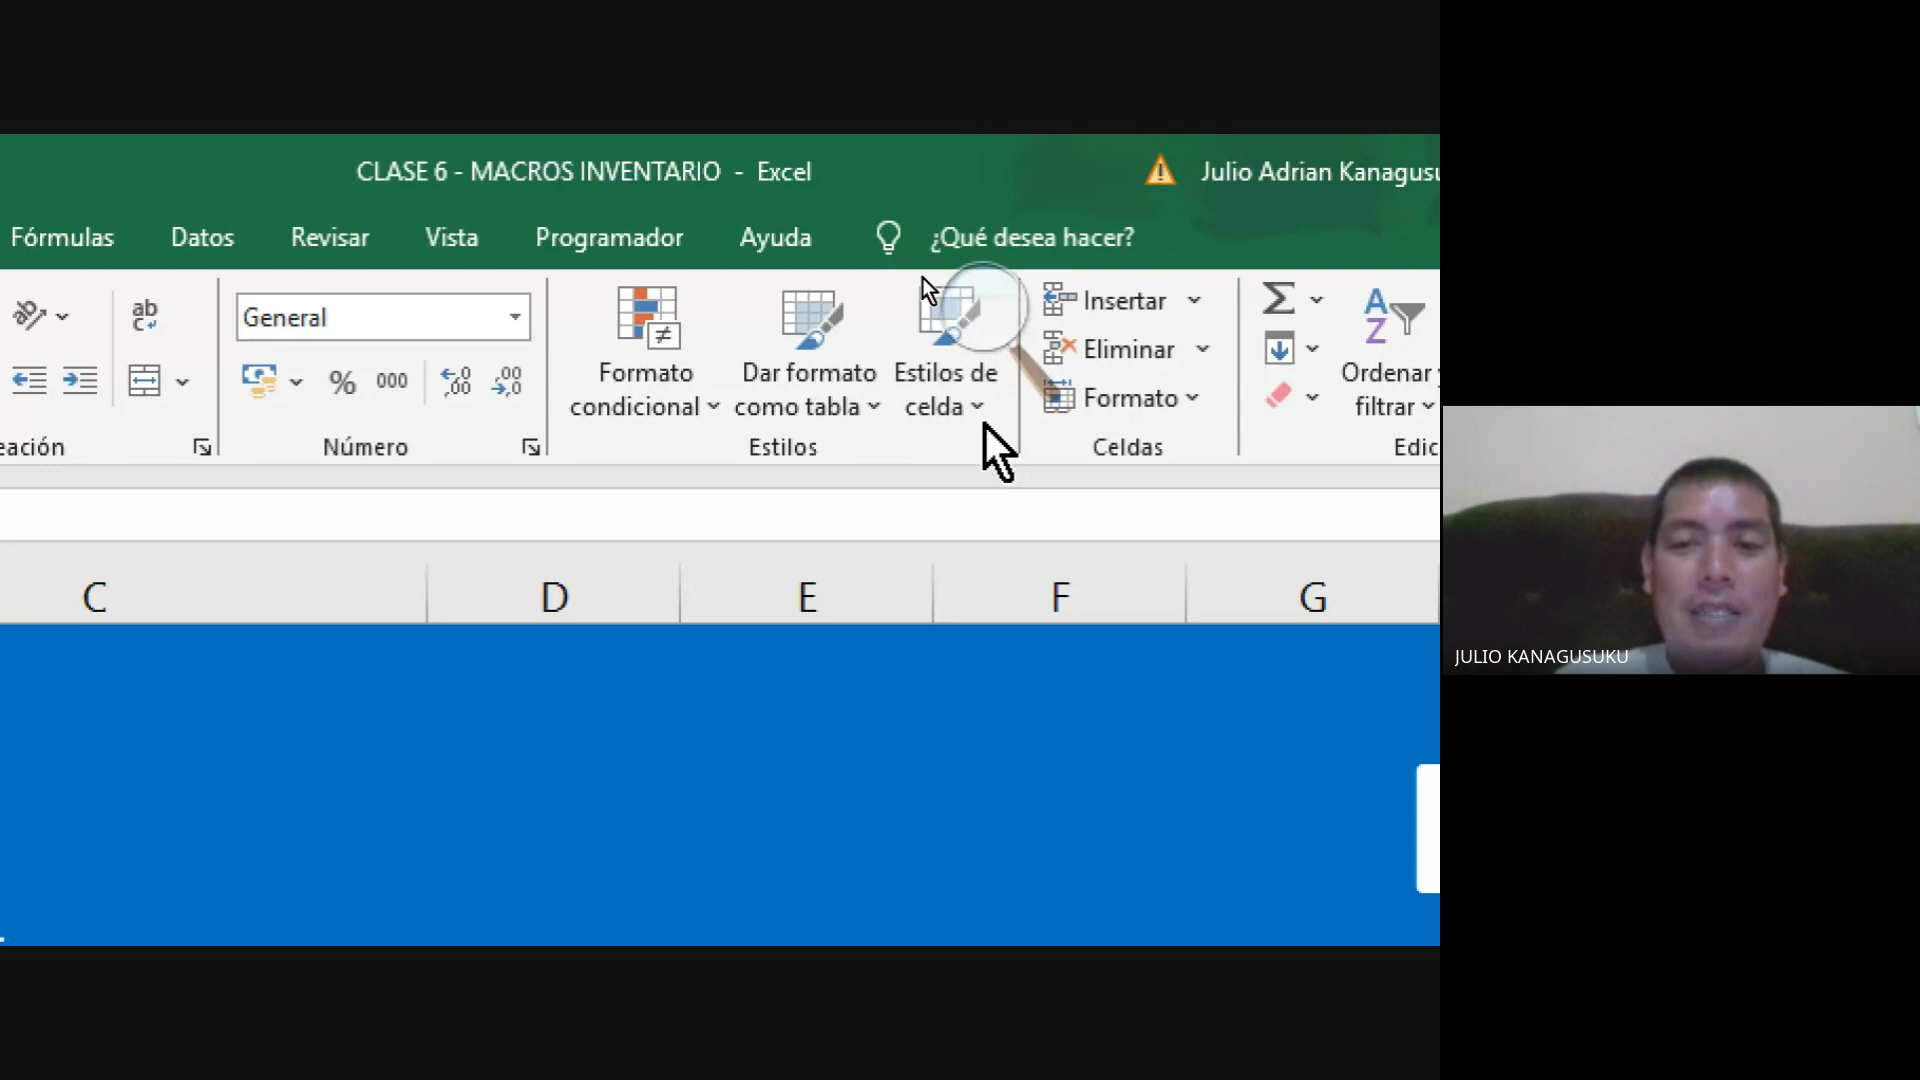 CLASE 6 - MACROS INVENTARIO - Excel
Julio Adrian Kanagusu
Fórmulas Datos Revisar Vista Programador Ayuda ¿Qué desea hacer?
ab
c
General
% 000
Formato
condicional
Dar formato
como tabla
Estilos de
celda
Insertar
Eliminar
Formato
Σ
A
Z
Ordenar y
filtrar
eación
Número
Estilos
Celdas
Edic
C D E F G
JULIO KANAGUSUKU